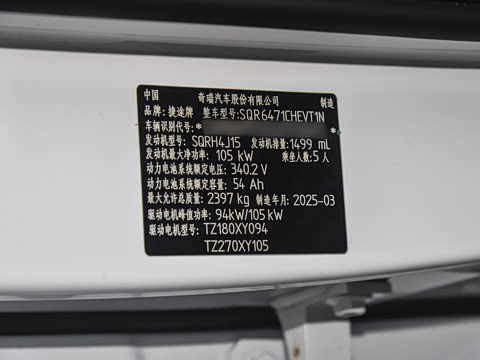 中国 奇瑞汽车股份有限公司 制造
品牌: 捷途牌 整车型号: SQR6471CHEVT1N
车辆识别代号: * *
发动机型号: SQRH4J15 发动机排量: 1499 mL
发动机最大净功率: 105 kW 乘坐人数: 5 人
动力电池系统额定电压: 340.2 V
动力电池系统额定容量: 54 Ah
最大允许总质量: 2397 kg 制造年月: 2025-03
驱动电机峰值功率: 94kW/105 kW
驱动电机型号: TZ180XY094
TZ270XY105